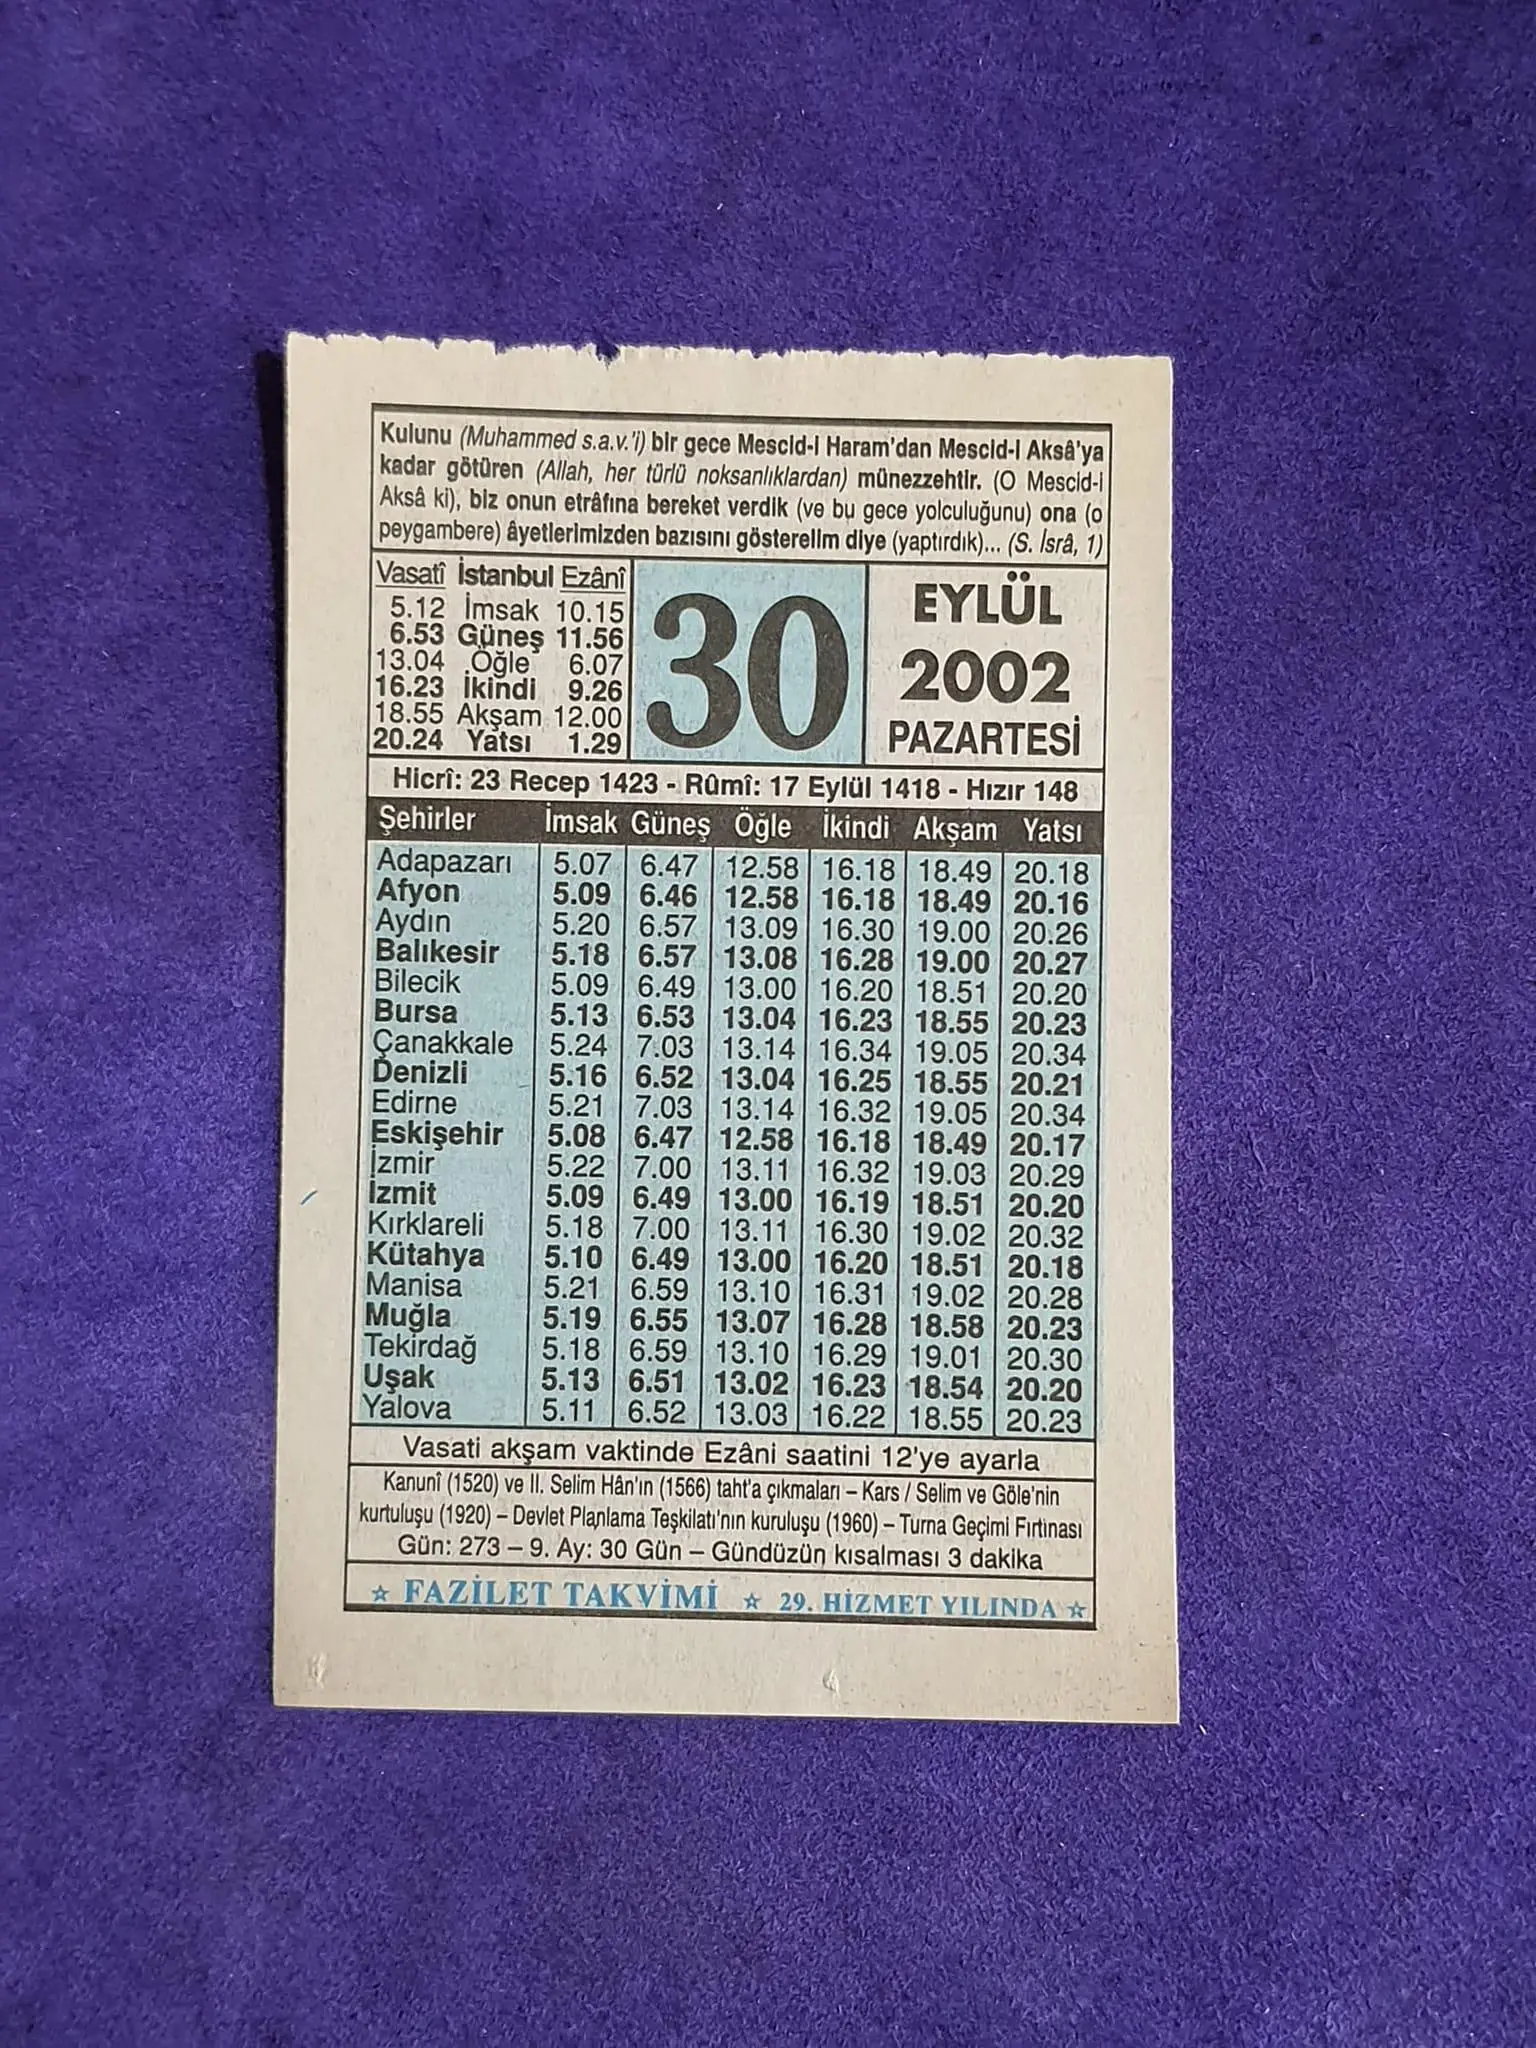 Kulunu (Muhammed s.a.v.'i) bir gece Mescid-i Haram'dan Mescid-i Aksâ'ya
kadar götüren (Allah, her türlü noksanlıklardan) münezzehtir. (O Mescid-i
Aksâ ki), biz onun etrâfına bereket verdik (ve bu gece yolculuğunu) ona (o
peygambere) âyetlerimizden bazısını gösterelim diye (yaptırdık)... (S. İsrâ, 1)
Vasatî İstanbul Ezânî
5.12 İmsak 10.15
6.53 Güneş 11.56
13.04 Öğle 6.07
16.23 İkindi 9.26
18.55 Akşam 12.00
20.24 Yatsı 1.29
30
EYLÜL
2002
PAZARTESİ
Hicrî: 23 Recep 1423 - Rûmî: 17 Eylül 1418 - Hızır 148
Şehirler İmsak Güneş Öğle İkindi Akşam Yatsı
Adapazarı 5.07 6.47 12.58 16.18 18.49 20.18
Afyon 5.09 6.46 12.58 16.18 18.49 20.16
Aydın 5.20 6.57 13.09 16.30 19.00 20.26
Balıkesir 5.18 6.57 13.08 16.28 19.00 20.27
Bilecik 5.09 6.49 13.00 16.20 18.51 20.20
Bursa 5.13 6.53 13.04 16.23 18.55 20.23
Çanakkale 5.24 7.03 13.14 16.34 19.05 20.34
Denizli 5.16 6.52 13.04 16.25 18.55 20.21
Edirne 5.21 7.03 13.14 16.32 19.05 20.34
Eskişehir 5.08 6.47 12.58 16.18 18.49 20.17
İzmir 5.22 7.00 13.11 16.32 19.03 20.29
İzmit 5.09 6.49 13.00 16.19 18.51 20.20
Kırklareli 5.18 7.00 13.11 16.30 19.02 20.32
Kütahya 5.10 6.49 13.00 16.20 18.51 20.18
Manisa 5.21 6.59 13.10 16.31 19.02 20.28
Muğla 5.19 6.55 13.07 16.28 18.58 20.23
Tekirdağ 5.18 6.59 13.10 16.29 19.01 20.30
Uşak 5.13 6.51 13.02 16.23 18.54 20.20
Yalova 5.11 6.52 13.03 16.22 18.55 20.23
Vasati akşam vaktinde Ezâni saatini 12'ye ayarla
Kanunî (1520) ve II. Selim Hân'ın (1566) taht'a çıkmaları – Kars / Selim ve Göle'nin
kurtuluşu (1920) – Devlet Planlama Teşkilatı'nın kuruluşu (1960) – Turna Geçimi Fırtınası
Gün: 273 – 9. Ay: 30 Gün – Gündüzün kısalması 3 dakika
☆ FAZİLET TAKVİMİ ☆ 29. HİZMET YILINDA ☆